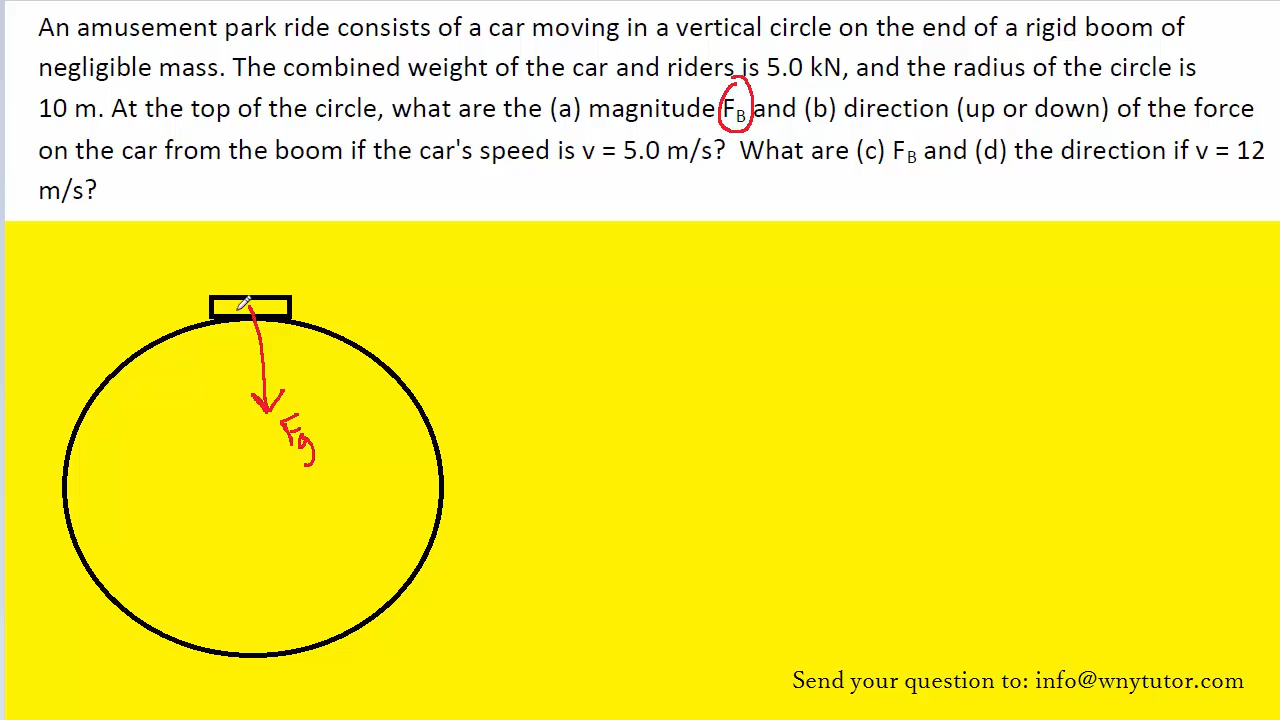 An amusement park ride consists of a car moving in a vertical circle on the end of a rigid boom of
negligible mass. The combined weight of the car and riders is 5.0 kN, and the radius of the circle is
10 m. At the top of the circle, what are the (a) magnitude F_B and (b) direction (up or down) of the force
on the car from the boom if the car's speed is v = 5.0 m/s?  What are (c) F_B and (d) the direction if v = 12
m/s?
Fg
Send your question to: info@wnytutor.com